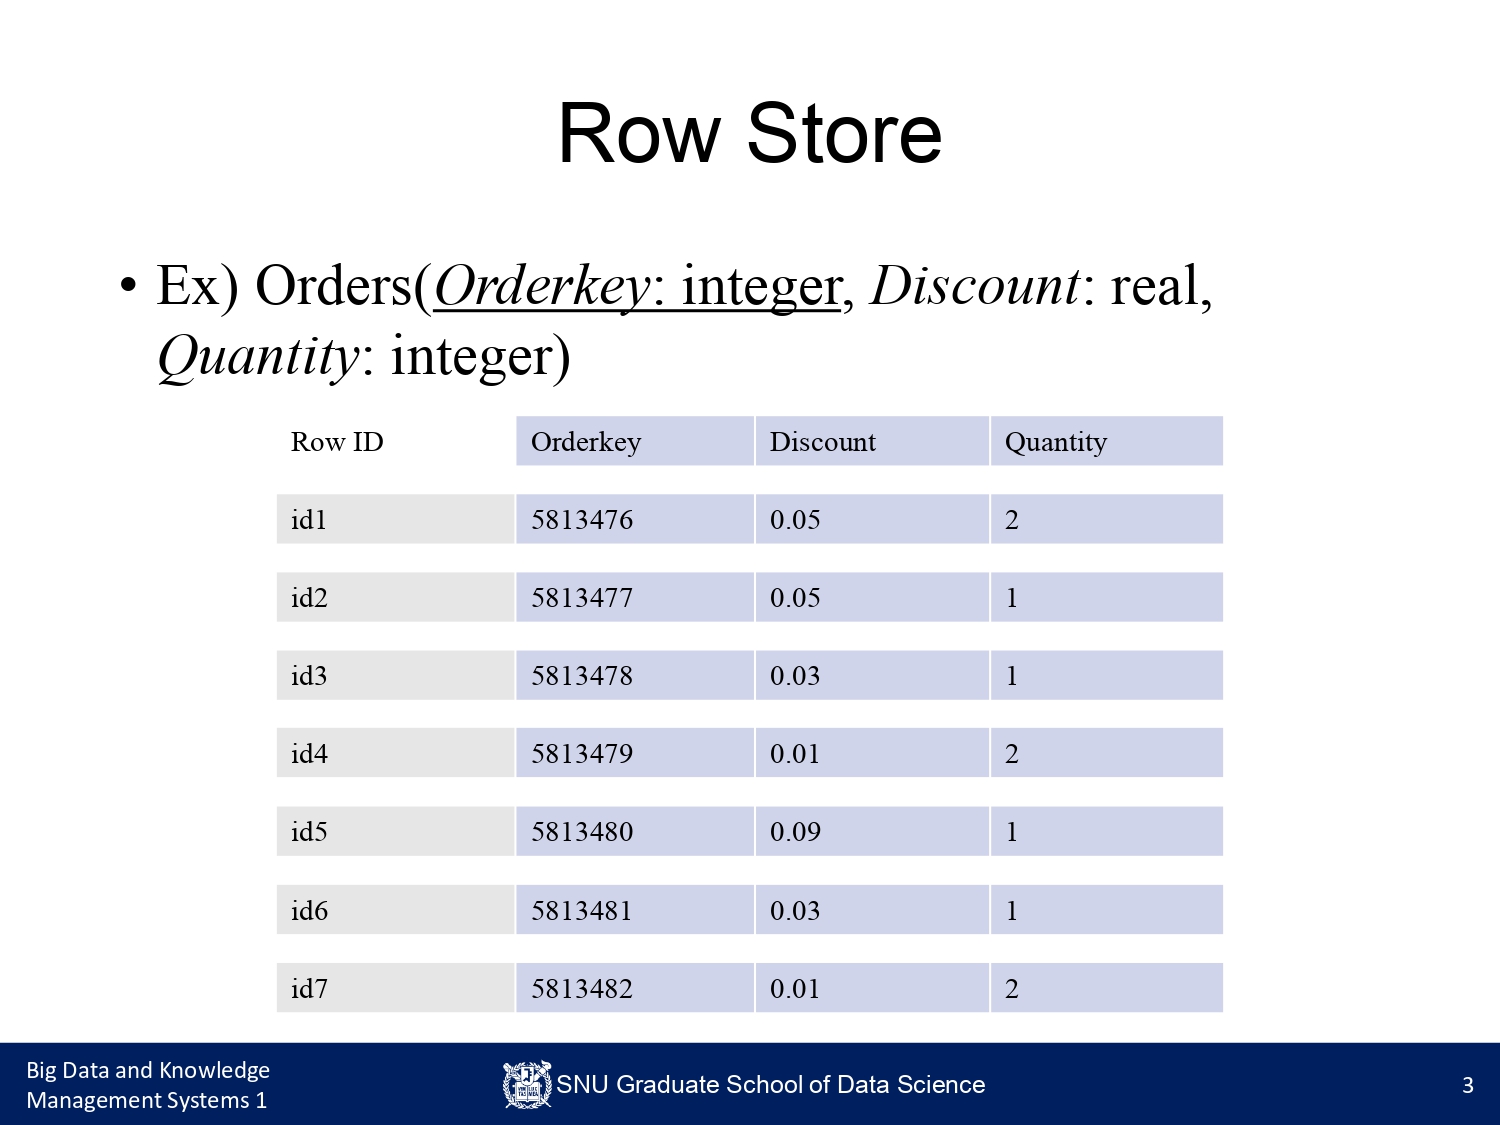 Row Store
• Ex) Orders(Orderkey: integer, Discount: real,
Quantity: integer)
Row ID Orderkey Discount Quantity
id1 5813476 0.05 2
id2 5813477 0.05 1
id3 5813478 0.03 1
id4 5813479 0.01 2
id5 5813480 0.09 1
id6 5813481 0.03 1
id7 5813482 0.01 2
Big Data and Knowledge
Management Systems 1
SNU Graduate School of Data Science
3